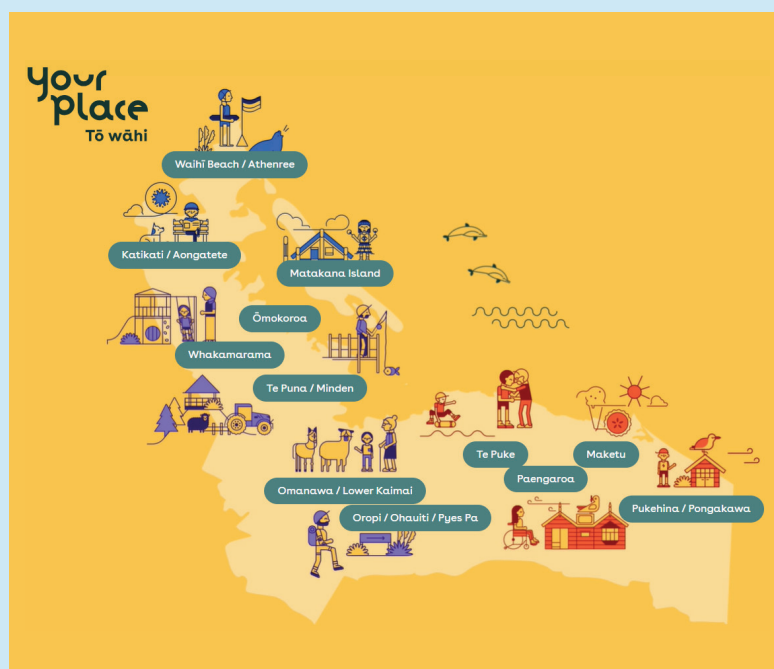 your
place
Tō wāhi
Waihī Beach / Athenree
Katikati / Aongatete
Matakana Island
Ōmokoroa
Whakamarama
Te Puna / Minden
Te Puke
Maketu
Paengaroa
Omanawa / Lower Kaimai
Pukehina / Pongakawa
Oropi / Ohauiti / Pyes Pa